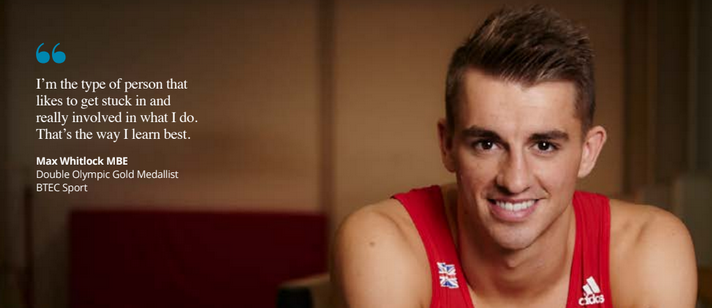 I'm the type of person that
likes to get stuck in and
really involved in what I do.
That's the way I learn best.
Max Whitlock MBE
Double Olympic Gold Medallist
BTEC Sport
adidas